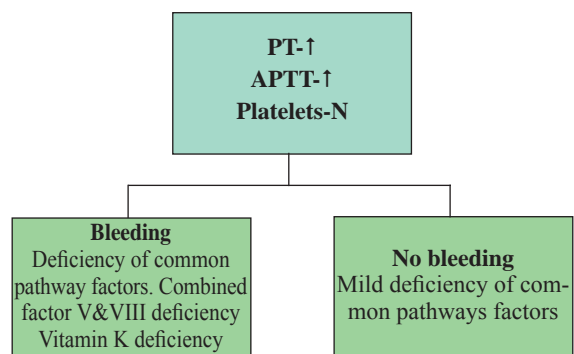 PT-↑
APTT-↑
Platelets-N
Bleeding
Deficiency of common
pathway factors. Combined
factor V&VIII deficiency
Vitamin K deficiency
No bleeding
Mild deficiency of com-
mon pathways factors